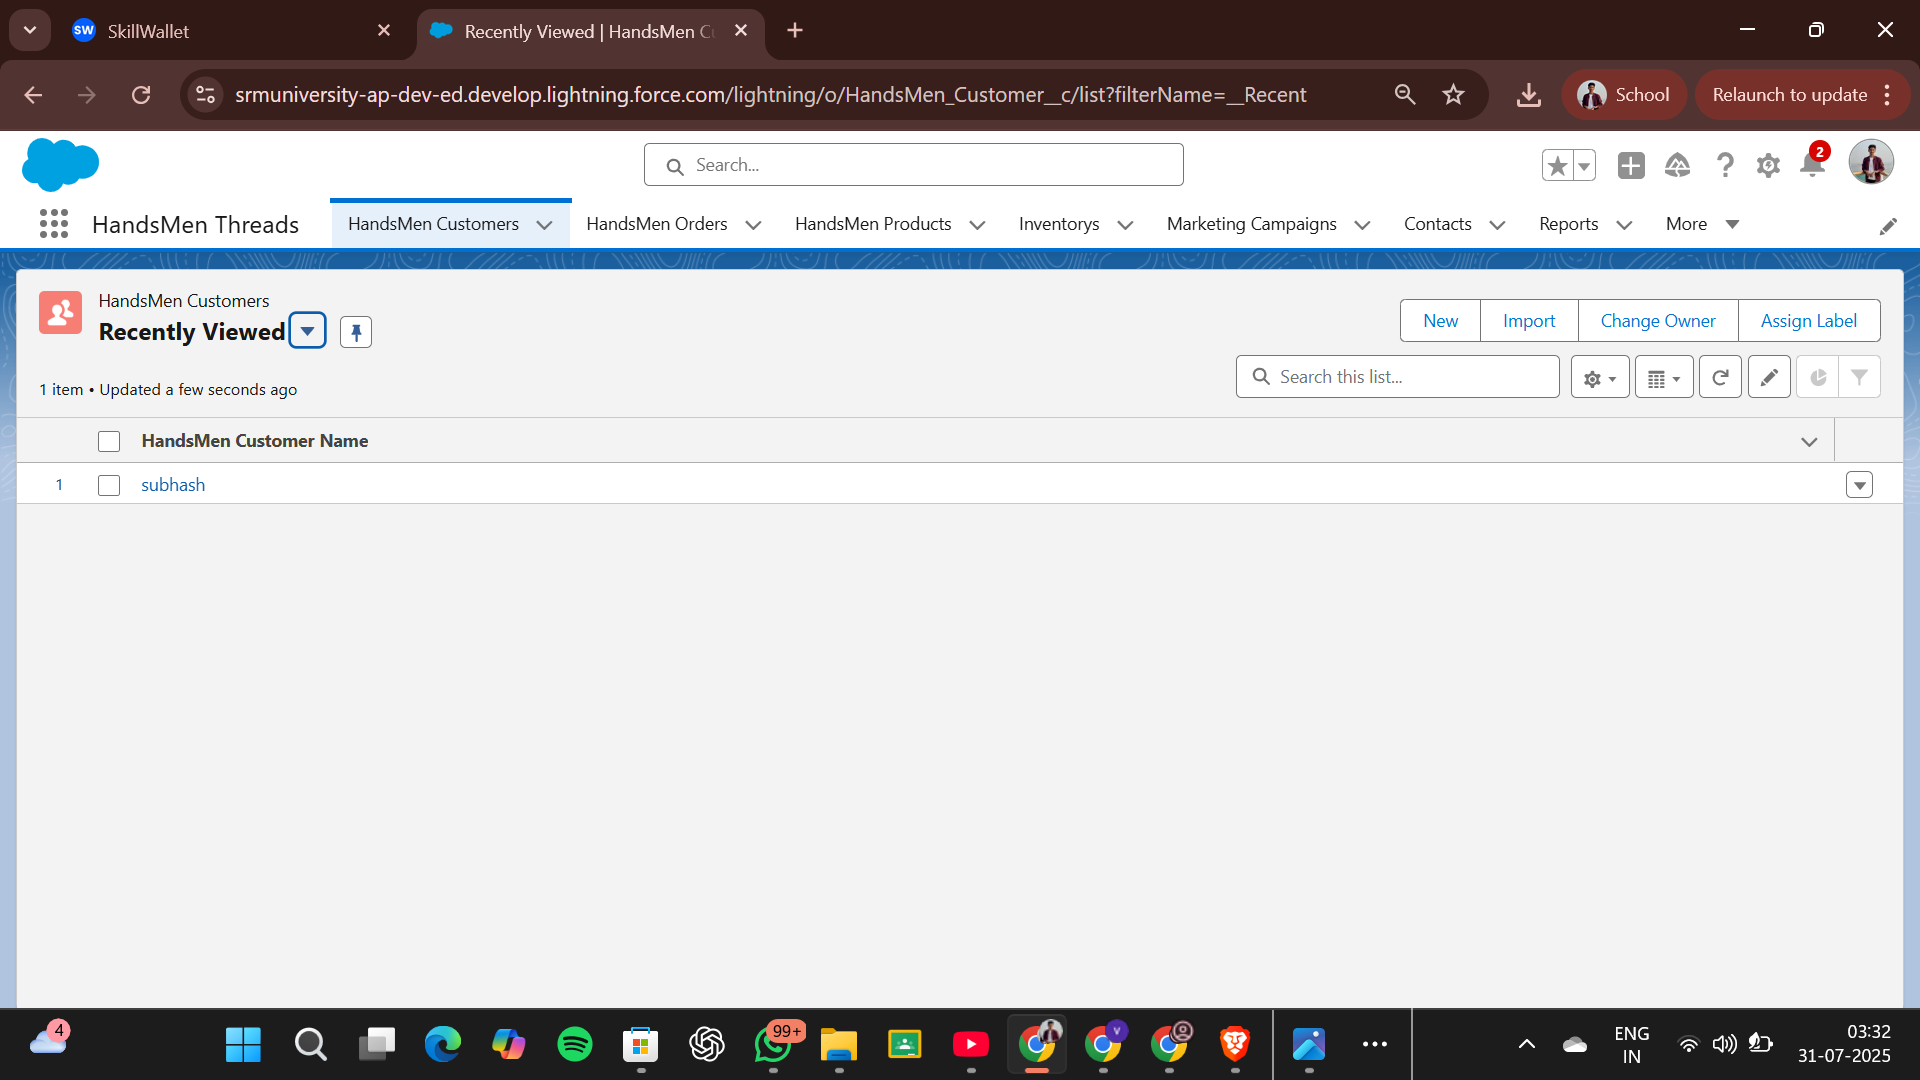 SW SkillWallet
Recently Viewed | HandsMen Cu
srmuniversity-ap-dev-ed.develop.lightning.force.com/lightning/o/HandsMen_Customer__c/list?filterName=__Recent
School
Relaunch to update
Search...
2
HandsMen Threads
HandsMen Customers
HandsMen Orders
HandsMen Products
Inventorys
Marketing Campaigns
Contacts
Reports
More
HandsMen Customers
Recently Viewed
New
Import
Change Owner
Assign Label
1 item • Updated a few seconds ago
Search this list...
HandsMen Customer Name
1 subhash
4
99+
V
ENG
IN
03:32
31-07-2025